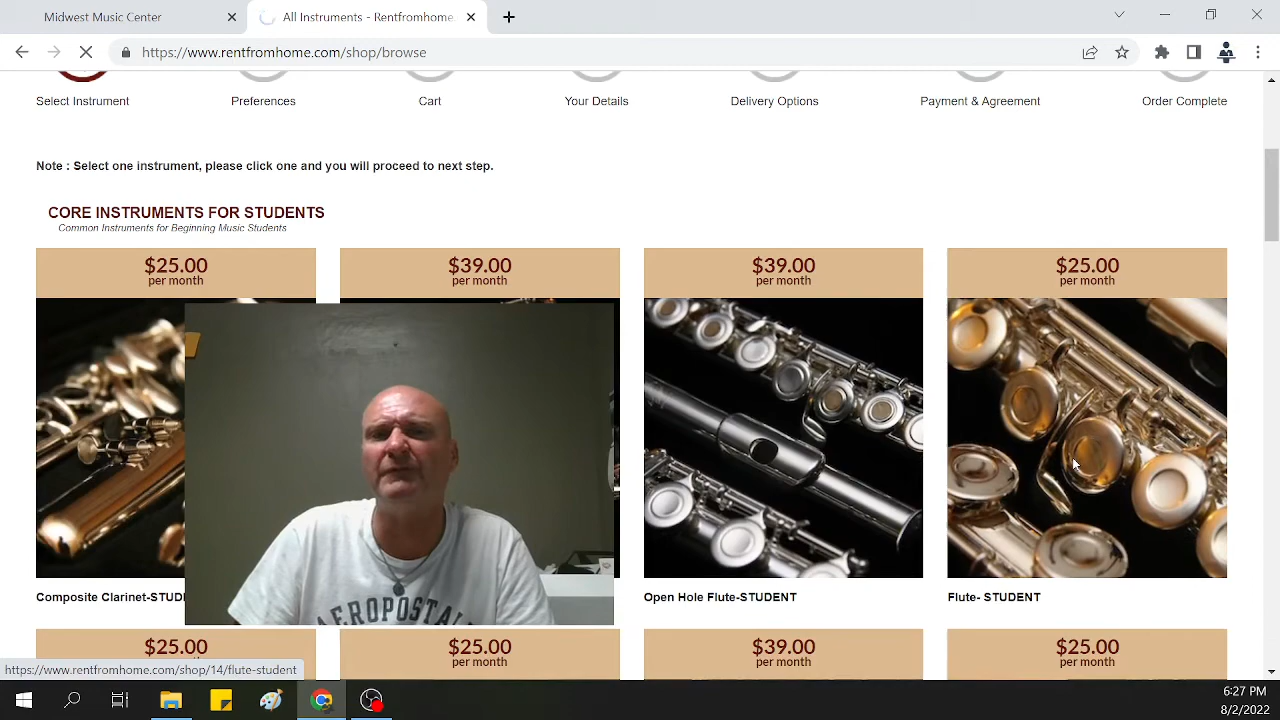 Midwest Music Center
All Instruments - Rentfromhome.
https://www.rentfromhome.com/shop/browse
Select Instrument
Preferences
Cart
Your Details
Delivery Options
Payment & Agreement
Order Complete
Note : Select one instrument, please click one and you will proceed to next step.
CORE INSTRUMENTS FOR STUDENTS
Common Instruments for Beginning Music Students
$25.00
per month
$39.00
per month
$39.00
per month
$25.00
per month
AEROPOSTAL
Composite Clarinet-STUD
Open Hole Flute-STUDENT
Flute- STUDENT
$25.00
$25.00
per month
$39.00
per month
$25.00
per month
https://www.rentfromhome.com/shop/14/flute-student
6:27 PM
8/2/2022